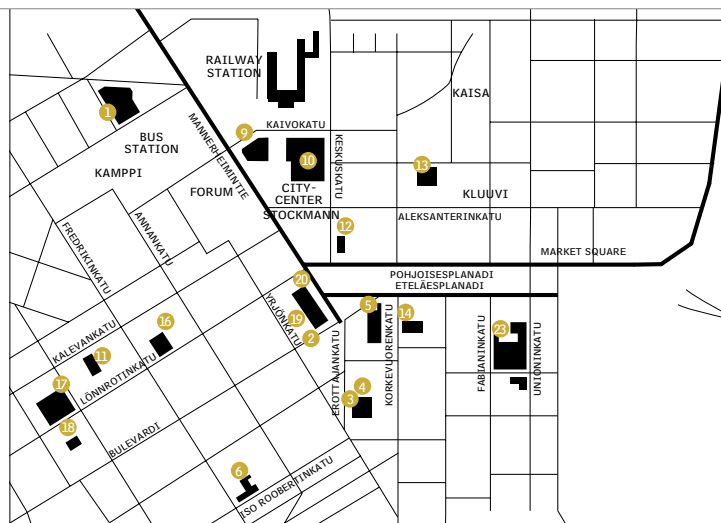 RAILWAY
STATION
KAISA
1
BUS
STATION
MANNERHEIMINTIE
9
KAIVOKATU
KESKUSKATU
10
13
KAMPPI
FORUM
CITY-
CENTER
STOCKMANN
KLUUVI
ALEKSANTERINKATU
12
FREDRIKINKATU
ANNANKATU
MARKET SQUARE
POHJOISESPLANADI
ETELÄESPLANADI
20
19
2
YRJÖNKATU
5
14
23
16
11
KALEVANKATU
LÖNNROTINKATU
EROTTAJANKATU
KORKEVUORENKATU
FABIANINKATU
UNIONINKATU
17
18
4
3
BULEVARDI
6
ISO ROOBERTINKATU